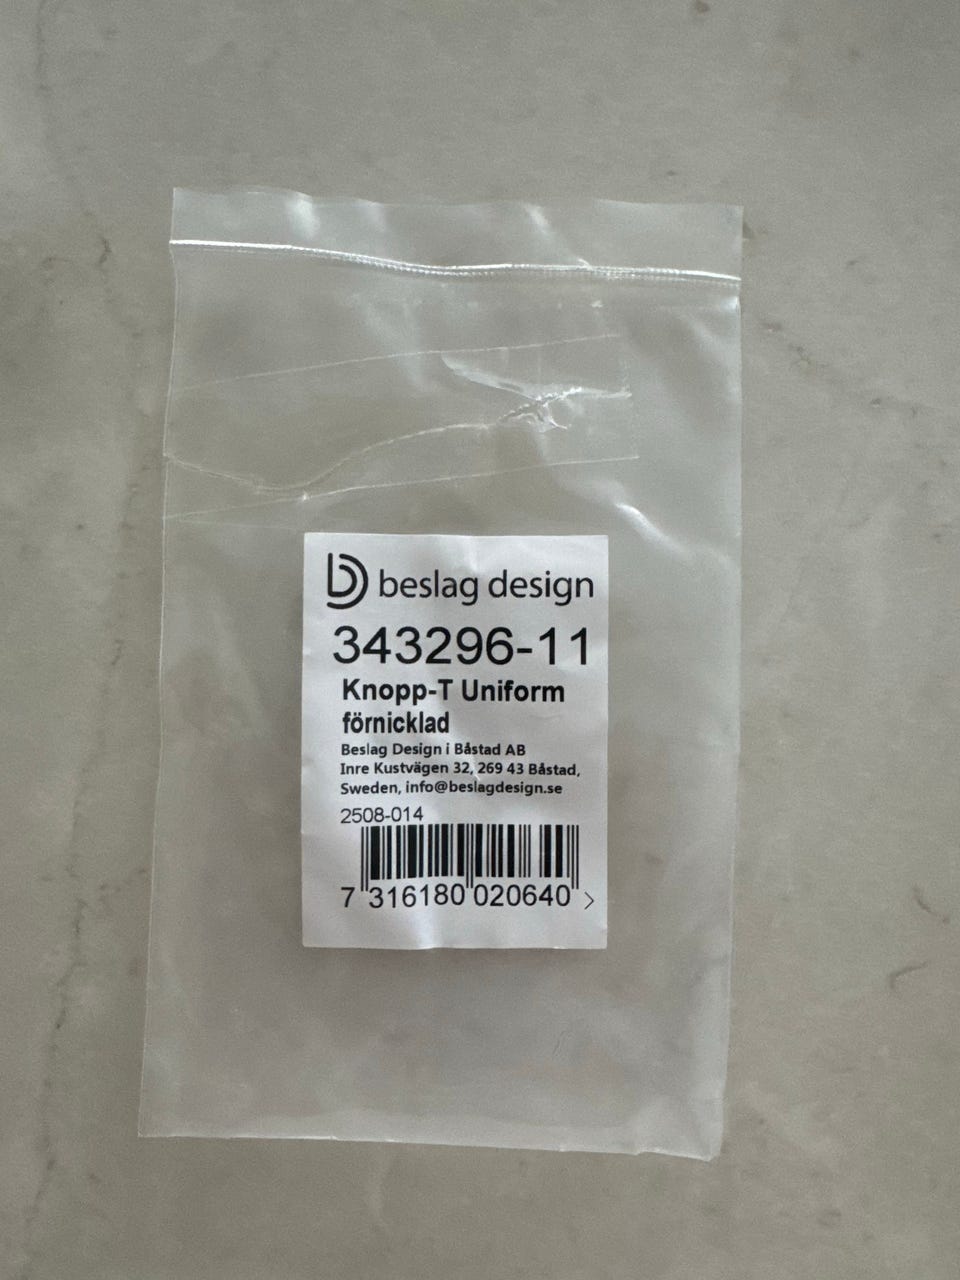 beslag design
343296-11
Knopp-T Uniform
förnicklad
Beslag Design i Båstad AB
Inre Kustvägen 32, 269 43 Båstad,
Sweden, info@beslagdesign.se
2508-014
7 316180 020640 >